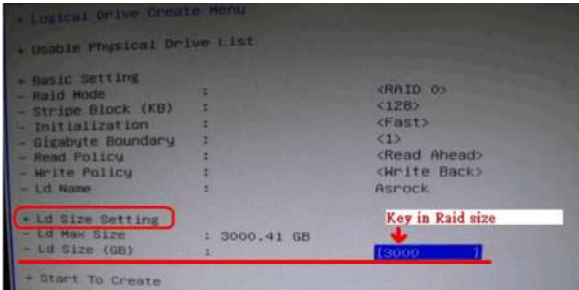 + Logical Drive Create Menu
+ Usable Physical Drive List
+ Basic Setting
- Raid Mode : <RAID 0>
- Stripe Block (KB) : <128>
- Initialization : <Fast>
- Gigabyte Boundary : <1>
- Read Policy : <Read Ahead>
- Write Policy : <Write Back>
- Ld Name : Asrock
+ Ld Size Setting Key in Raid size
- Ld Max Size : 3000.41 GB
- Ld Size (GB) : [3000 ]
+ Start To Create